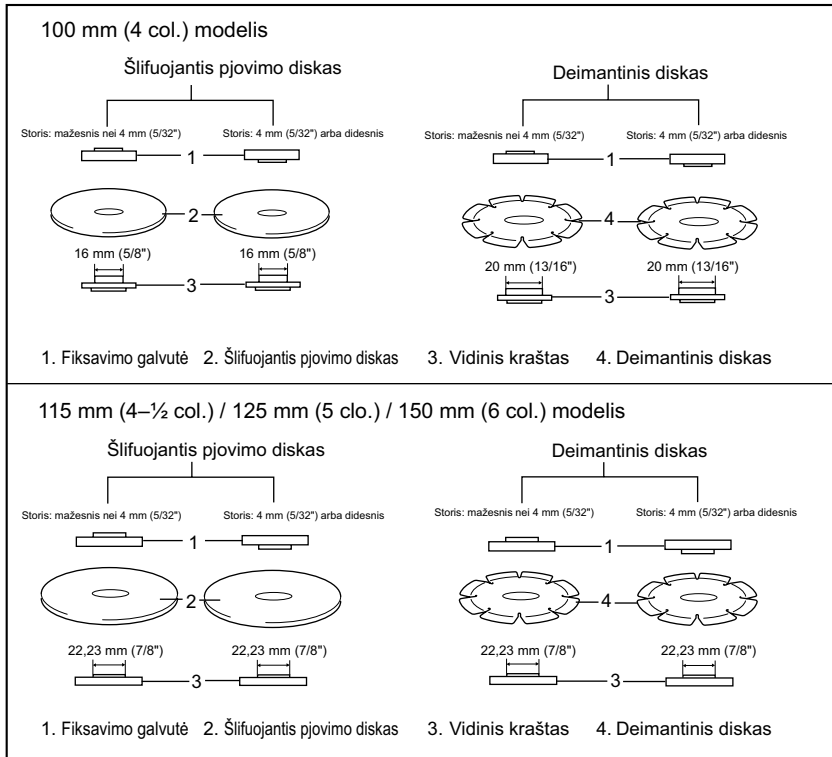 100 mm (4 col.) modelis
Šlifuojantis pjovimo diskas
Deimantinis diskas
Storis: mažesnis nei 4 mm (5/32") Storis: 4 mm (5/32") arba didesnis
Storis: mažesnis nei 4 mm (5/32") Storis: 4 mm (5/32") arba didesnis
1 1
2 4
16 mm (5/8") 16 mm (5/8") 20 mm (13/16") 20 mm (13/16")
3 3
1. Fiksavimo galvutė 2. Šlifuojantis pjovimo diskas 3. Vidinis kraštas 4. Deimantinis diskas
115 mm (4–½ col.) / 125 mm (5 clo.) / 150 mm (6 col.) modelis
Šlifuojantis pjovimo diskas
Deimantinis diskas
Storis: mažesnis nei 4 mm (5/32") Storis: 4 mm (5/32") arba didesnis
Storis: mažesnis nei 4 mm (5/32") Storis: 4 mm (5/32") arba didesnis
1 1
2 4
22,23 mm (7/8") 22,23 mm (7/8") 22,23 mm (7/8") 22,23 mm (7/8")
3 3
1. Fiksavimo galvutė 2. Šlifuojantis pjovimo diskas 3. Vidinis kraštas 4. Deimantinis diskas